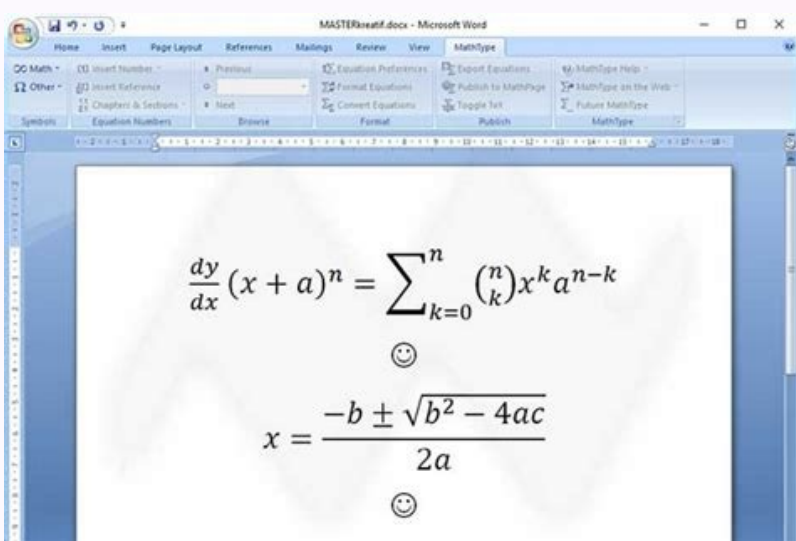 MASTERkreatif.docx - Microsoft Word
Home Insert Page Layout References Mailings Review View MathType
Math Insert Number Previous Equation Preferences Export Equations MathType Help
Other Insert Reference Format Equations Publish to MathPage MathType on the Web
Chapters & Sections Next Convert Equations Toggle TeX Future MathType
Symbols Equation Numbers Browse Format Publish MathType
dy/dx (x + a)^n = ∑_{k=0}^{n} (n k) x^k a^{n−k}
☺
x = (−b ± √(b² − 4ac)) / 2a
☺